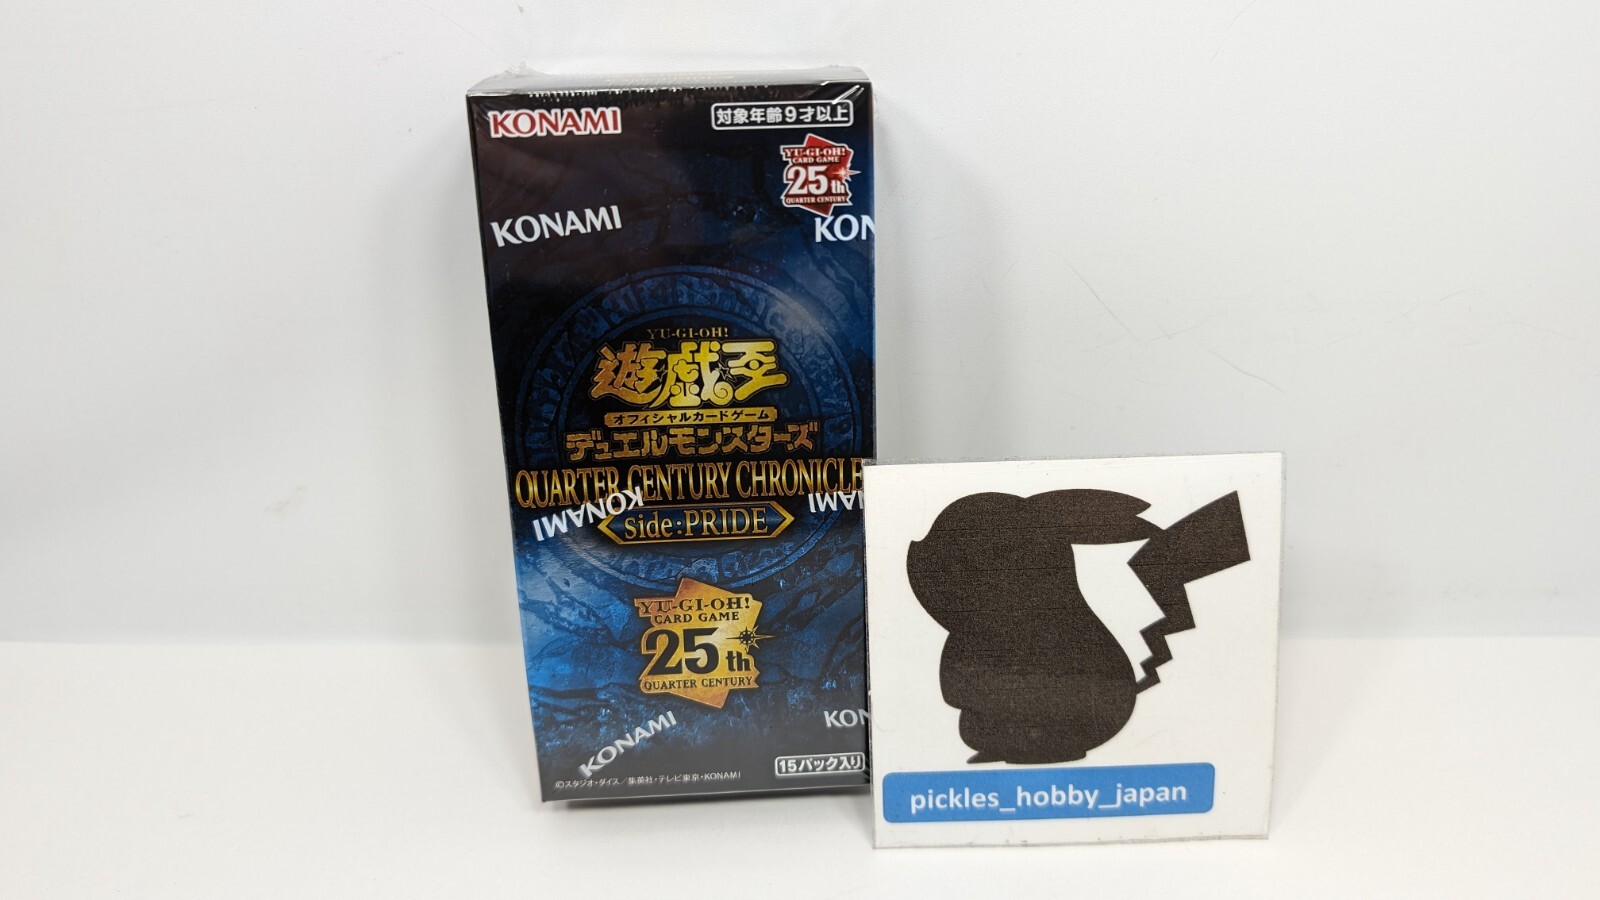 KONAMI
対象年齢9才以上
YU-GI-OH!
CARD GAME
25th
QUARTER CENTURY
KONAMI
KON
YU-GI-OH!
遊☆戯☆王
オフィシャルカードゲーム
デュエルモンスターズ
QUARTER CENTURY CHRONICLE
side:PRIDE
KONAMI
KONAMI
YU-GI-OH!
CARD GAME
25th
QUARTER CENTURY
KONAMI
KON
15パック入り
©スタジオ・ダイス/集英社・テレビ東京・KONAMI
pickles_hobby_japan